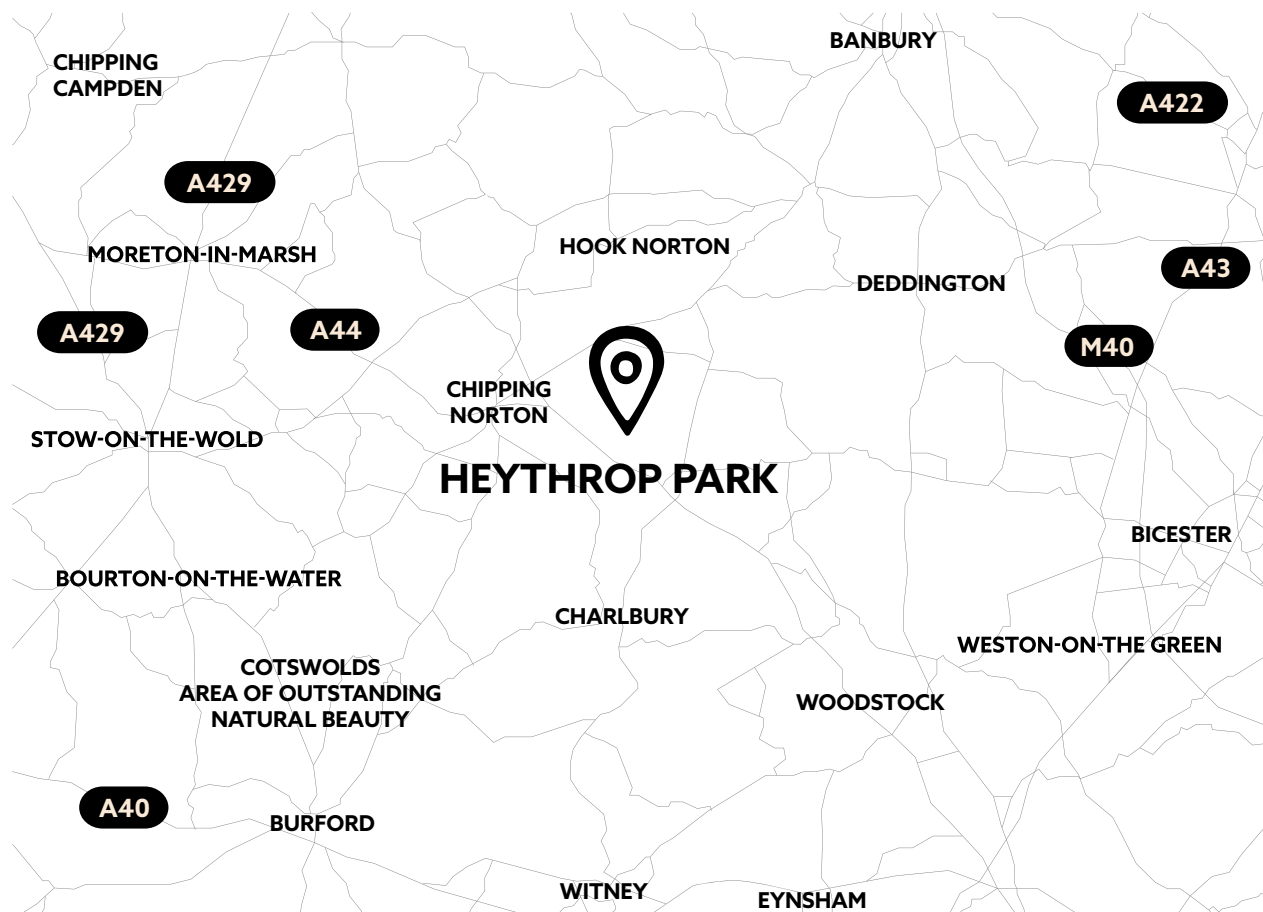 BANBURY
CHIPPING
CAMPDEN
A422
A429
HOOK NORTON
MORETON-IN-MARSH
A43
DEDDINGTON
A429
A44
M40
CHIPPING
NORTON
STOW-ON-THE-WOLD
HEYTHROP PARK
BICESTER
BOURTON-ON-THE-WATER
CHARLBURY
WESTON-ON-THE GREEN
COTSWOLDS
AREA OF OUTSTANDING
NATURAL BEAUTY
WOODSTOCK
A40
BURFORD
WITNEY
EYNSHAM